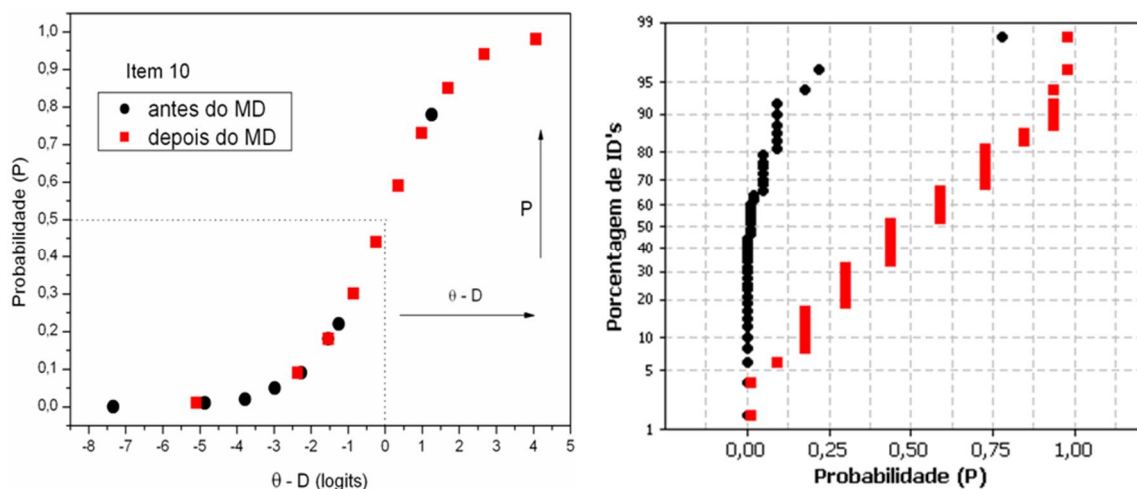 1,0
0,9
0,8
0,7
0,6
0,5
0,4
0,3
0,2
0,1
0,0
Probabilidade (P)
Item 10
antes do MD
depois do MD
P
θ - D
-8 -7 -6 -5 -4 -3 -2 -1 0 1 2 3 4 5
θ - D (logits)
99
95
90
80
70
60
50
40
30
20
10
5
1
Porcentagem de ID's
0,00 0,25 0,50 0,75 1,00
Probabilidade (P)